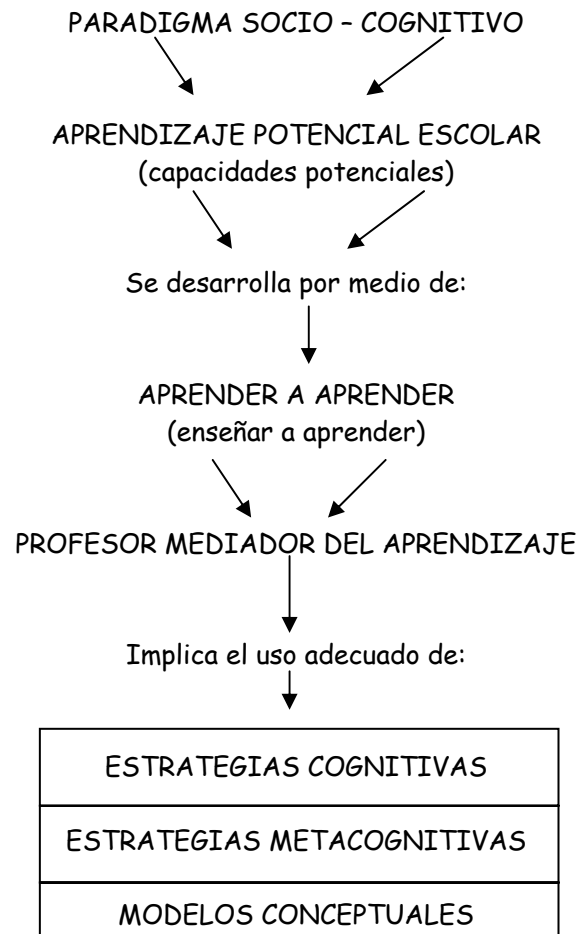 PARADIGMA SOCIO – COGNITIVO
APRENDIZAJE POTENCIAL ESCOLAR
(capacidades potenciales)
Se desarrolla por medio de:
APRENDER A APRENDER
(enseñar a aprender)
PROFESOR MEDIADOR DEL APRENDIZAJE
Implica el uso adecuado de:
ESTRATEGIAS COGNITIVAS
ESTRATEGIAS METACOGNITIVAS
MODELOS CONCEPTUALES